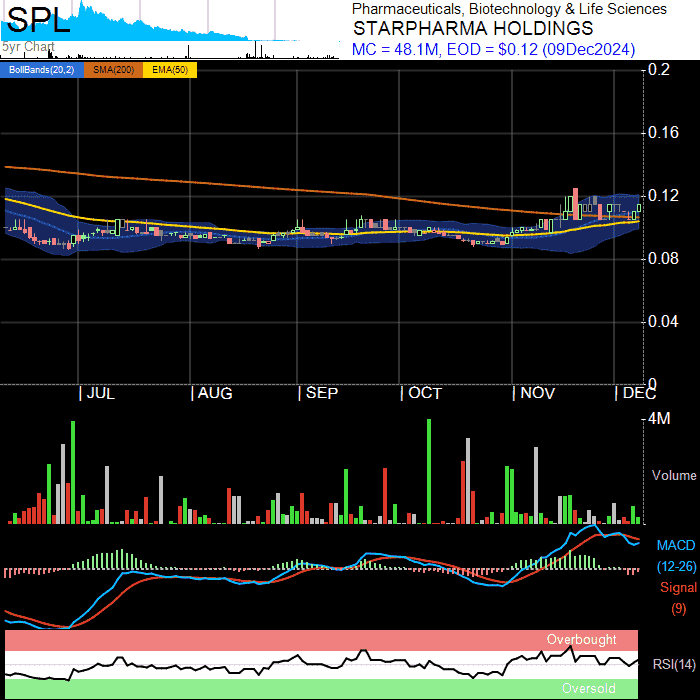 SPL
5yr Chart
Pharmaceuticals, Biotechnology & Life Sciences
STARPHARMA HOLDINGS
MC = 48.1M, EOD = $0.12 (09Dec2024)
BollBands(20,2) SMA(200) EMA(50)
0.2
0.16
0.12
0.08
0.04
0
JUL AUG SEP OCT NOV DEC
4M
Volume
MACD
(12-26)
Signal
(9)
Overbought
RSI(14)
Oversold